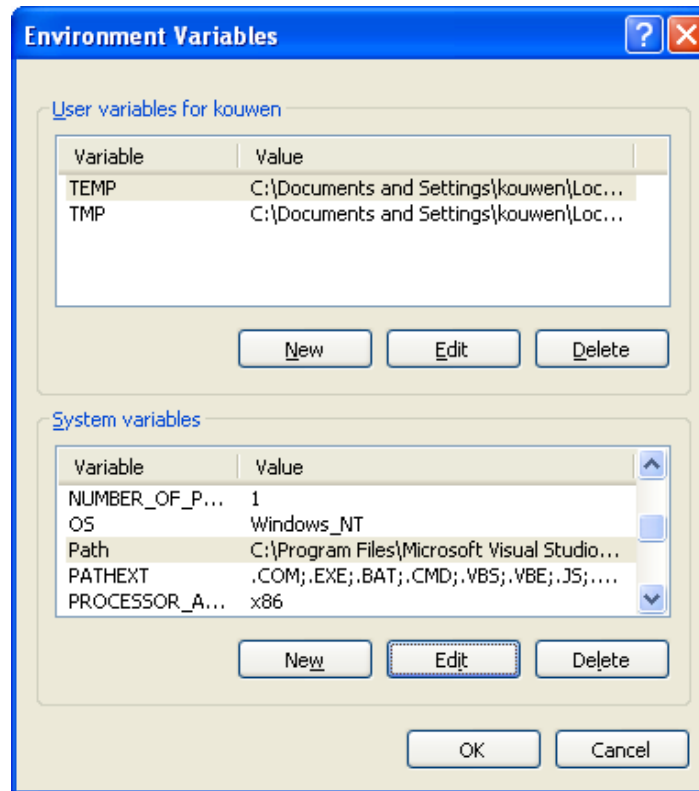 Environment Variables
User variables for kouwen
Variable Value
TEMP C:\Documents and Settings\kouwen\Loc...
TMP C:\Documents and Settings\kouwen\Loc...
New Edit Delete
System variables
Variable Value
NUMBER_OF_P... 1
OS Windows_NT
Path C:\Program Files\Microsoft Visual Studio...
PATHEXT .COM;.EXE;.BAT;.CMD;.VBS;.VBE;.JS;....
PROCESSOR_A... x86
New Edit Delete
OK Cancel